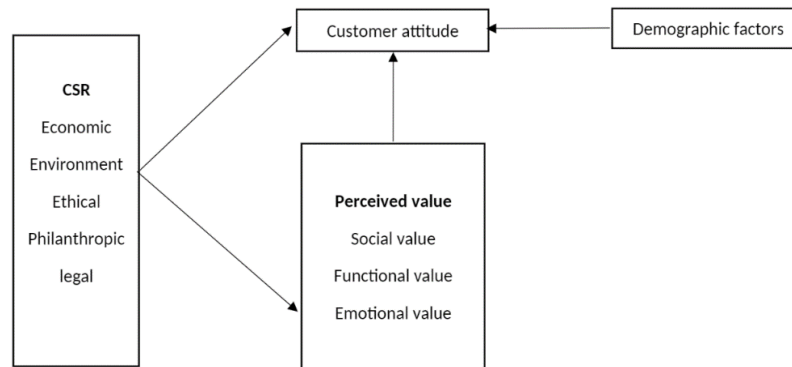 Customer attitude
Demographic factors
CSR
Economic
Environment
Ethical
Philanthropic
legal
Perceived value
Social value
Functional value
Emotional value